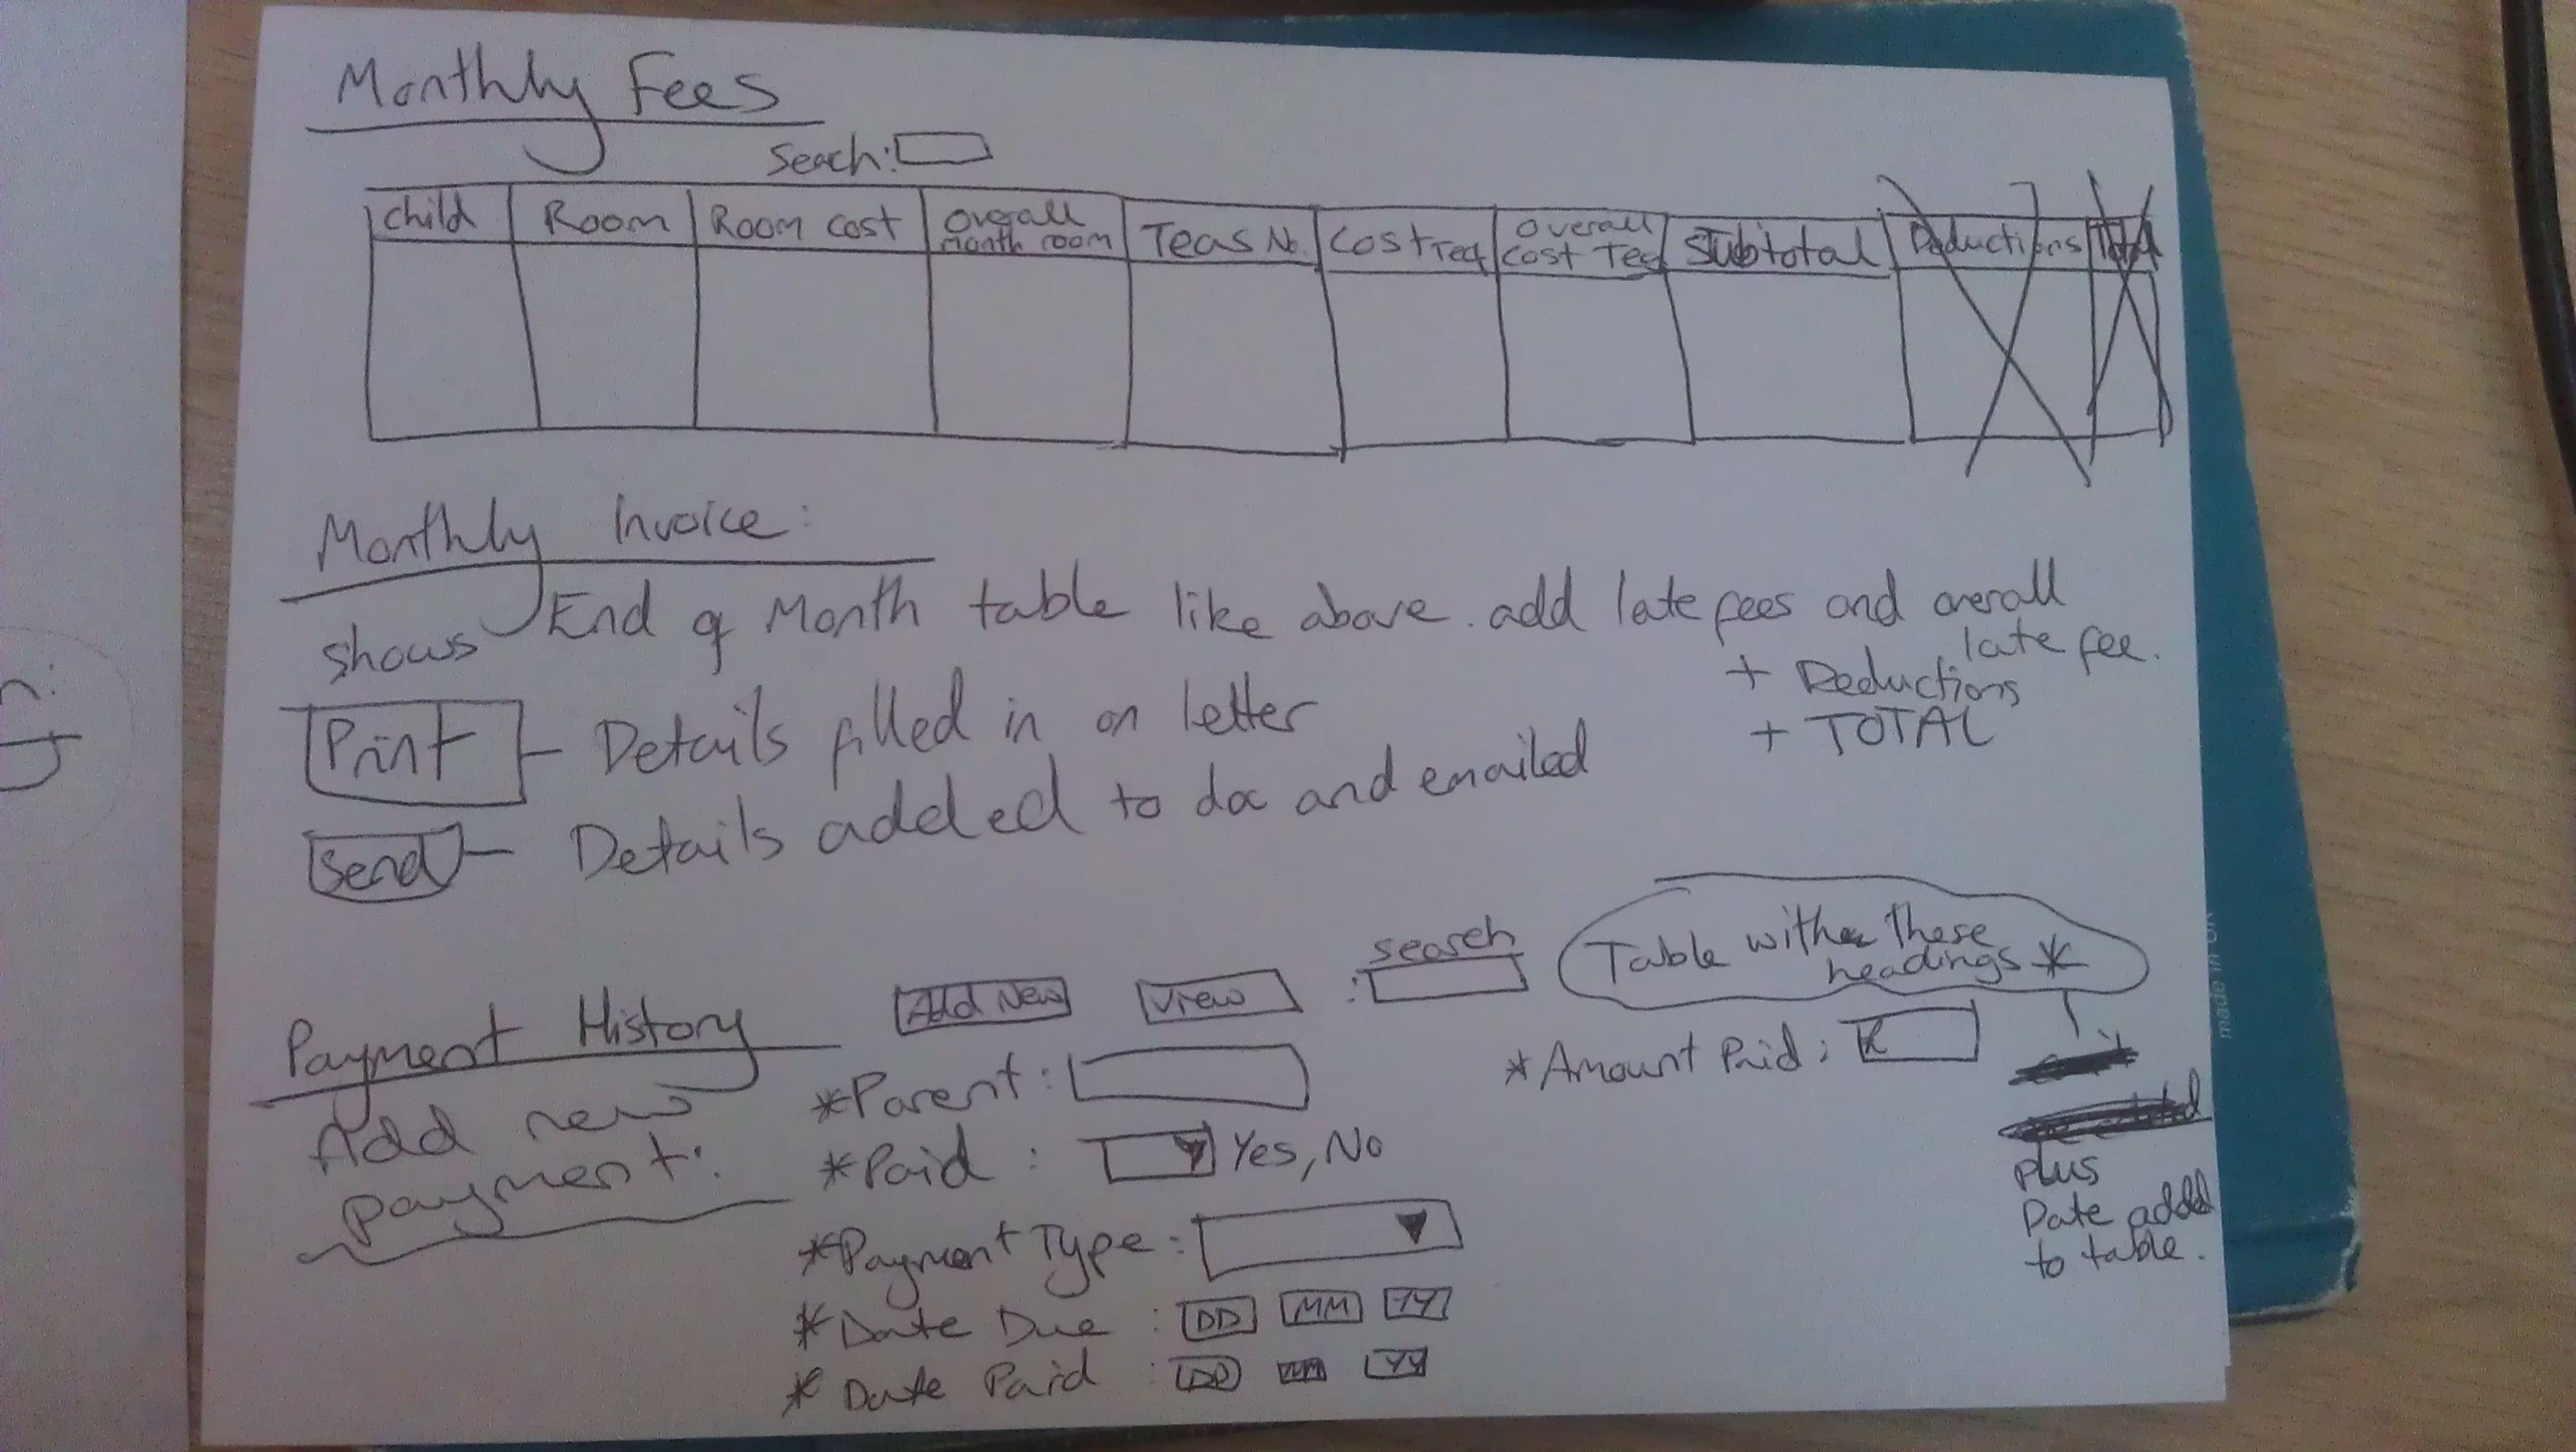 Monthly Fees
Seach:
Child Room Room Cost Overall month room Teas No. Cost Tea Overall Cost Tea Subtotal Deductions Total
Monthly Invoice:
shows End of Month table like above. add late fees and overall late fee.
+ Deductions
+ TOTAL
Print - Details filled in on letter
Send - Details added to doc and emailed
Payment History Add New View : search
Table with these headings *
plus
Date added
to table.
Add new
payment:
*Parent:
*Amount Paid:
*Paid : Yes, No
*Payment Type:
*Date Due : DD MM YY
*Date Paid : DD MM YY
made in